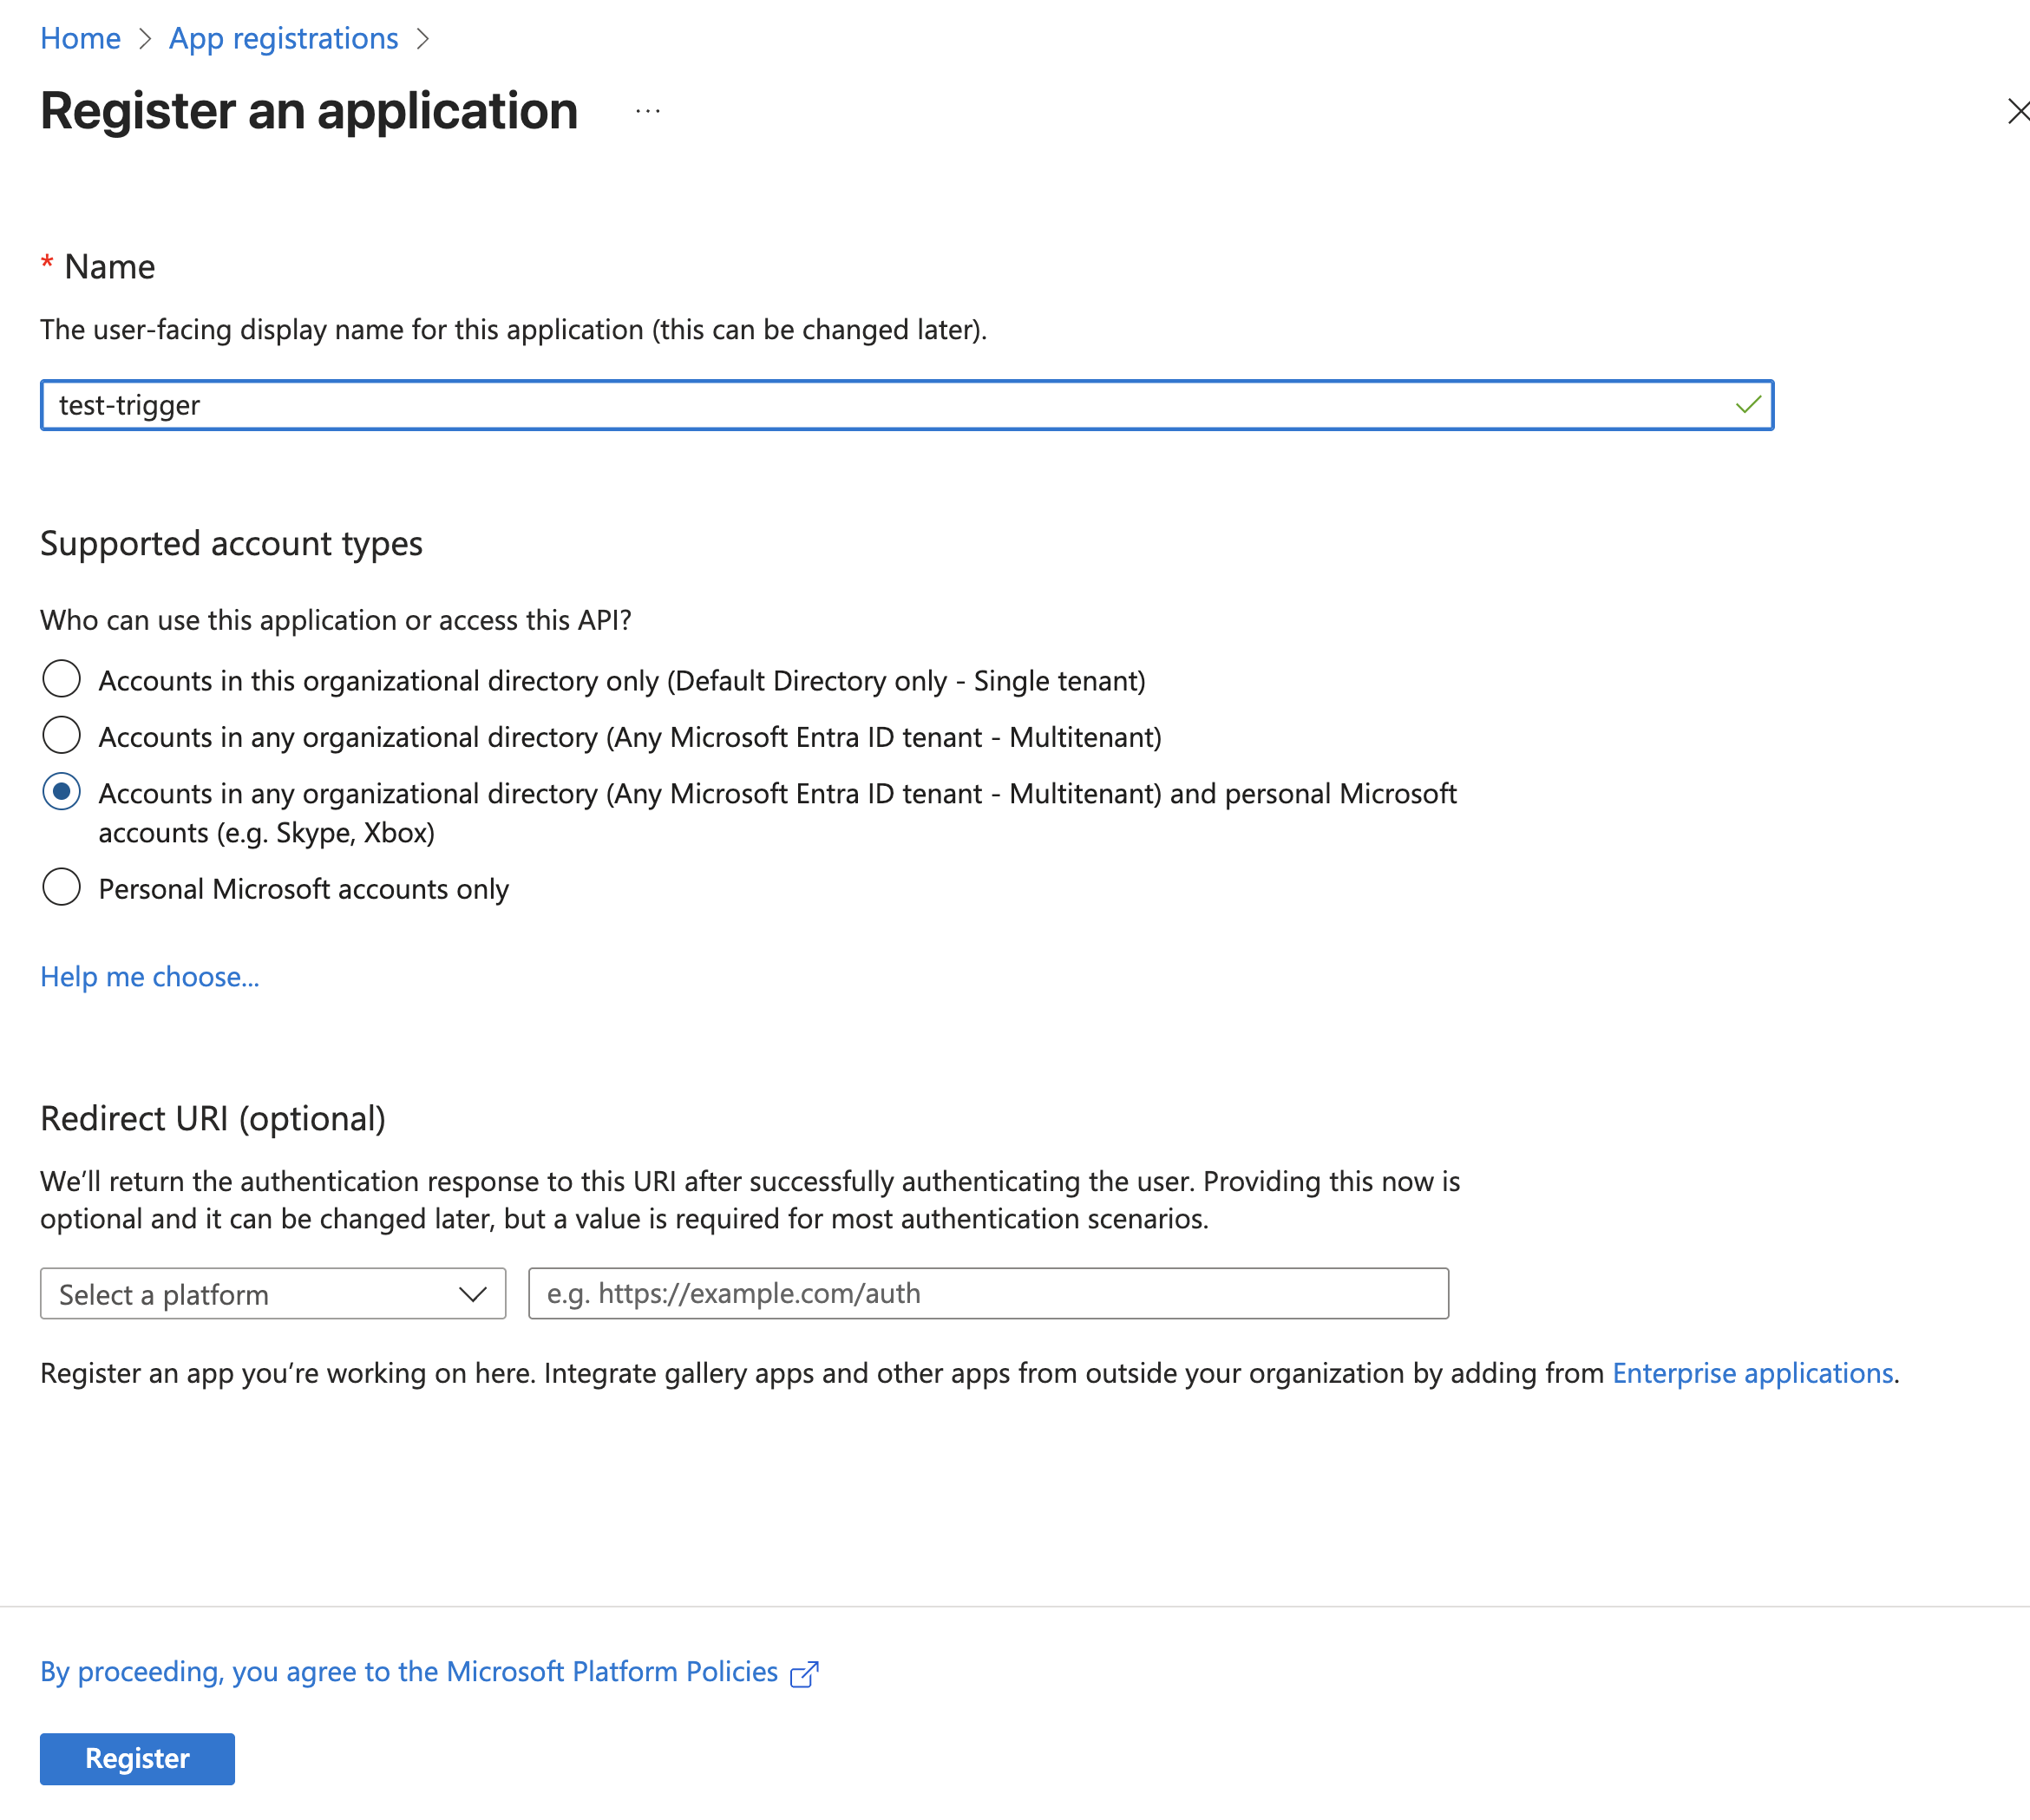 Home > App registrations >
Register an application ...
* Name
The user-facing display name for this application (this can be changed later).
test-trigger
Supported account types
Who can use this application or access this API?
Accounts in this organizational directory only (Default Directory only - Single tenant)
Accounts in any organizational directory (Any Microsoft Entra ID tenant - Multitenant)
Accounts in any organizational directory (Any Microsoft Entra ID tenant - Multitenant) and personal Microsoft
accounts (e.g. Skype, Xbox)
Personal Microsoft accounts only
Help me choose...
Redirect URI (optional)
We’ll return the authentication response to this URI after successfully authenticating the user. Providing this now is
optional and it can be changed later, but a value is required for most authentication scenarios.
Select a platform
e.g. https://example.com/auth
Register an app you’re working on here. Integrate gallery apps and other apps from outside your organization by adding from Enterprise applications.
By proceeding, you agree to the Microsoft Platform Policies
Register